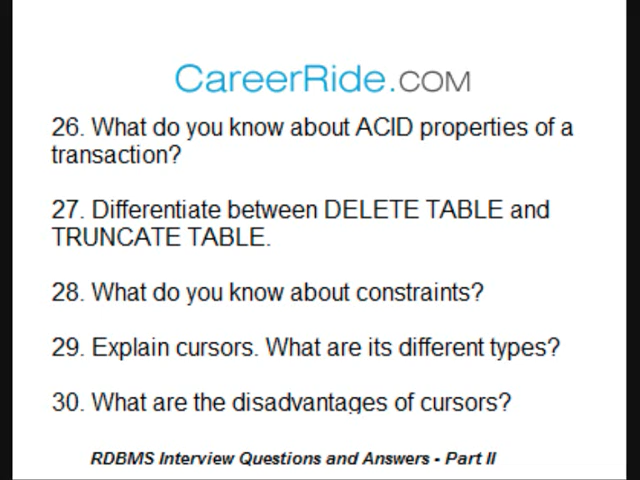 CareerRide.COM
26. What do you know about ACID properties of a
transaction?
27. Differentiate between DELETE TABLE and
TRUNCATE TABLE.
28. What do you know about constraints?
29. Explain cursors. What are its different types?
30. What are the disadvantages of cursors?
RDBMS Interview Questions and Answers - Part II